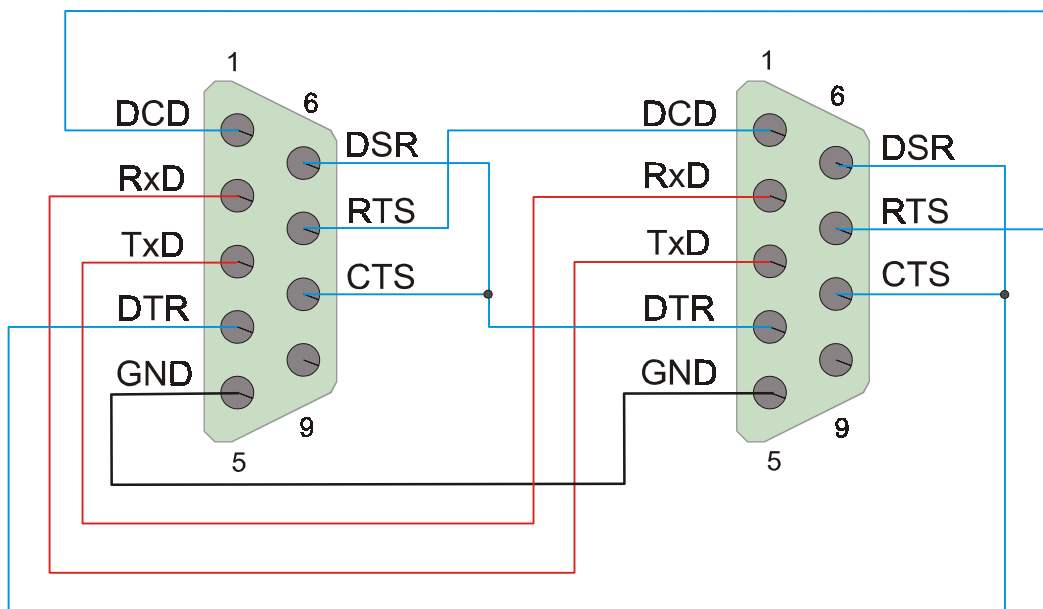 1
6
DCD
DSR
RxD
RTS
TxD
CTS
DTR
GND
9
5
1
6
DCD
DSR
RxD
RTS
TxD
CTS
DTR
GND
9
5